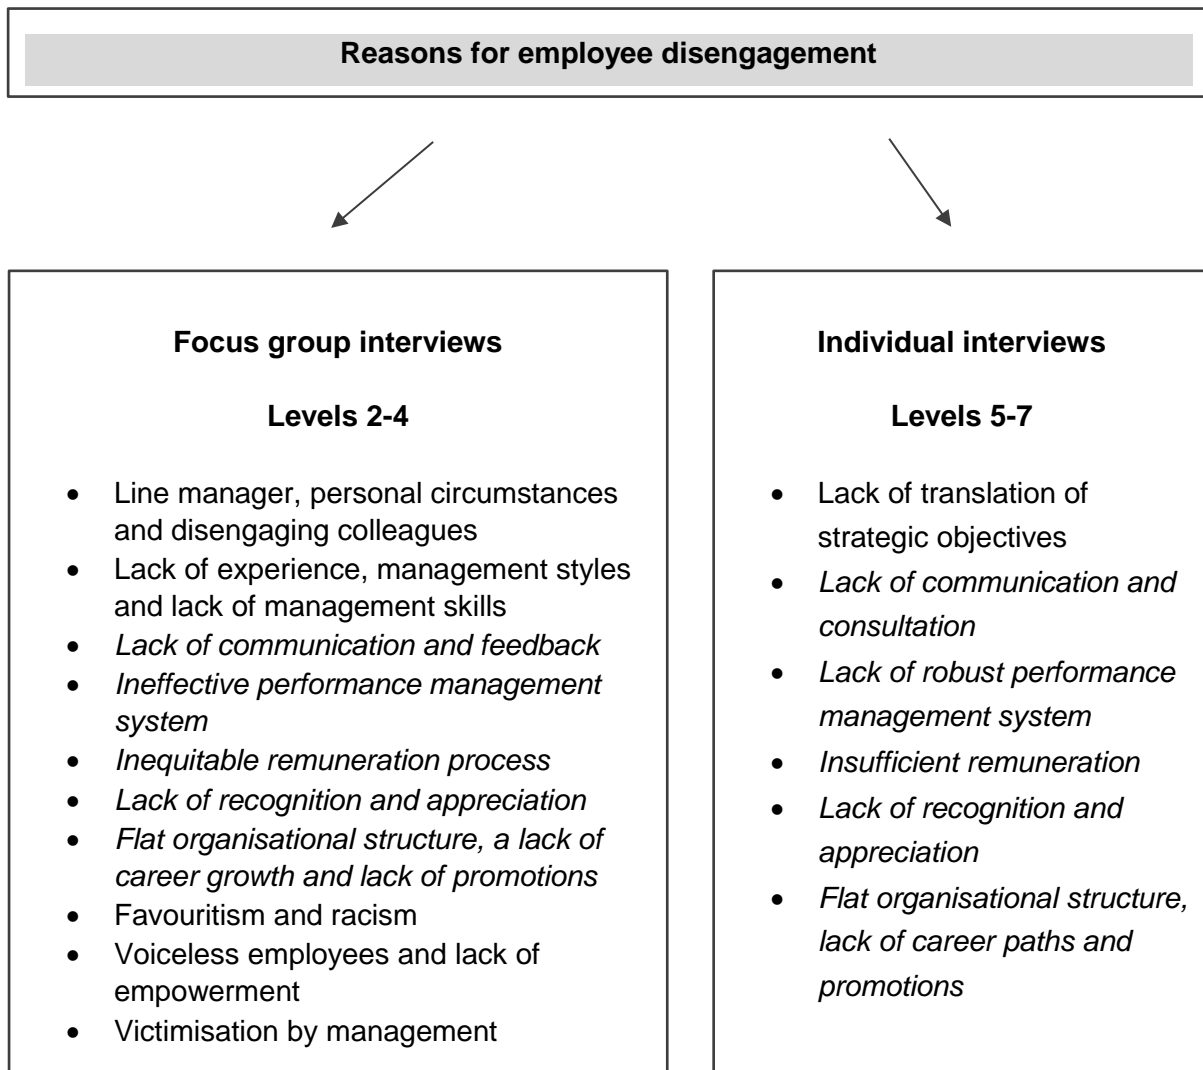 Reasons for employee disengagement
Focus group interviews
Levels 2-4
• Line manager, personal circumstances
and disengaging colleagues
• Lack of experience, management styles
and lack of management skills
• Lack of communication and feedback
• Ineffective performance management
system
• Inequitable remuneration process
• Lack of recognition and appreciation
• Flat organisational structure, a lack of
career growth and lack of promotions
• Favouritism and racism
• Voiceless employees and lack of
empowerment
• Victimisation by management
Individual interviews
Levels 5-7
• Lack of translation of
strategic objectives
• Lack of communication and
consultation
• Lack of robust performance
management system
• Insufficient remuneration
• Lack of recognition and
appreciation
• Flat organisational structure,
lack of career paths and
promotions